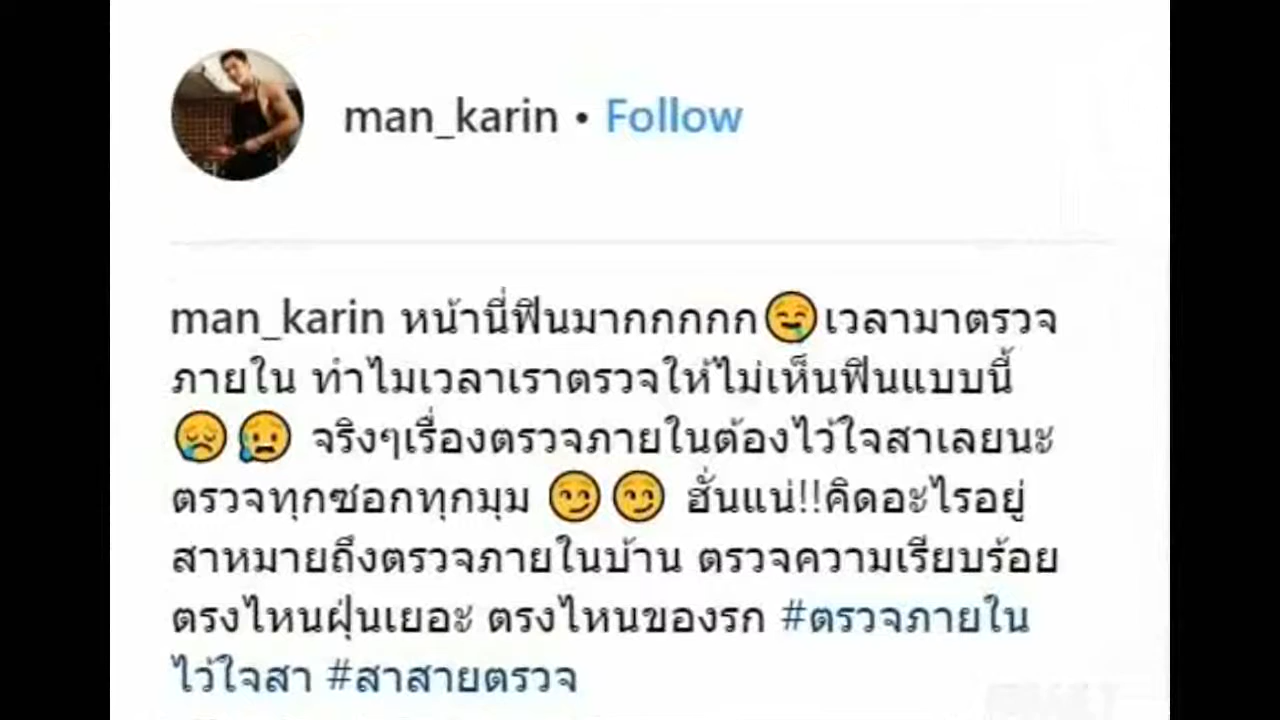 man_karin • Follow
man_karin หน้านี่ฟินมากกกกก🤤เวลามาตรวจ
ภายใน ทำไมเวลาเราตรวจให้ไม่เห็นฟินแบบนี้
😢😥 จริงๆเรื่องตรวจภายในต้องไว้ใจสาเลยนะ
ตรวจทุกซอกทุกมุม 😏😏 ฮั่นแน่!!คิดอะไรอยู่
สาหมายถึงตรวจภายในบ้าน ตรวจความเรียบร้อย
ตรงไหนฝุ่นเยอะ ตรงไหนของรก #ตรวจภายใน
ไว้ใจสา #สาสายตรวจ